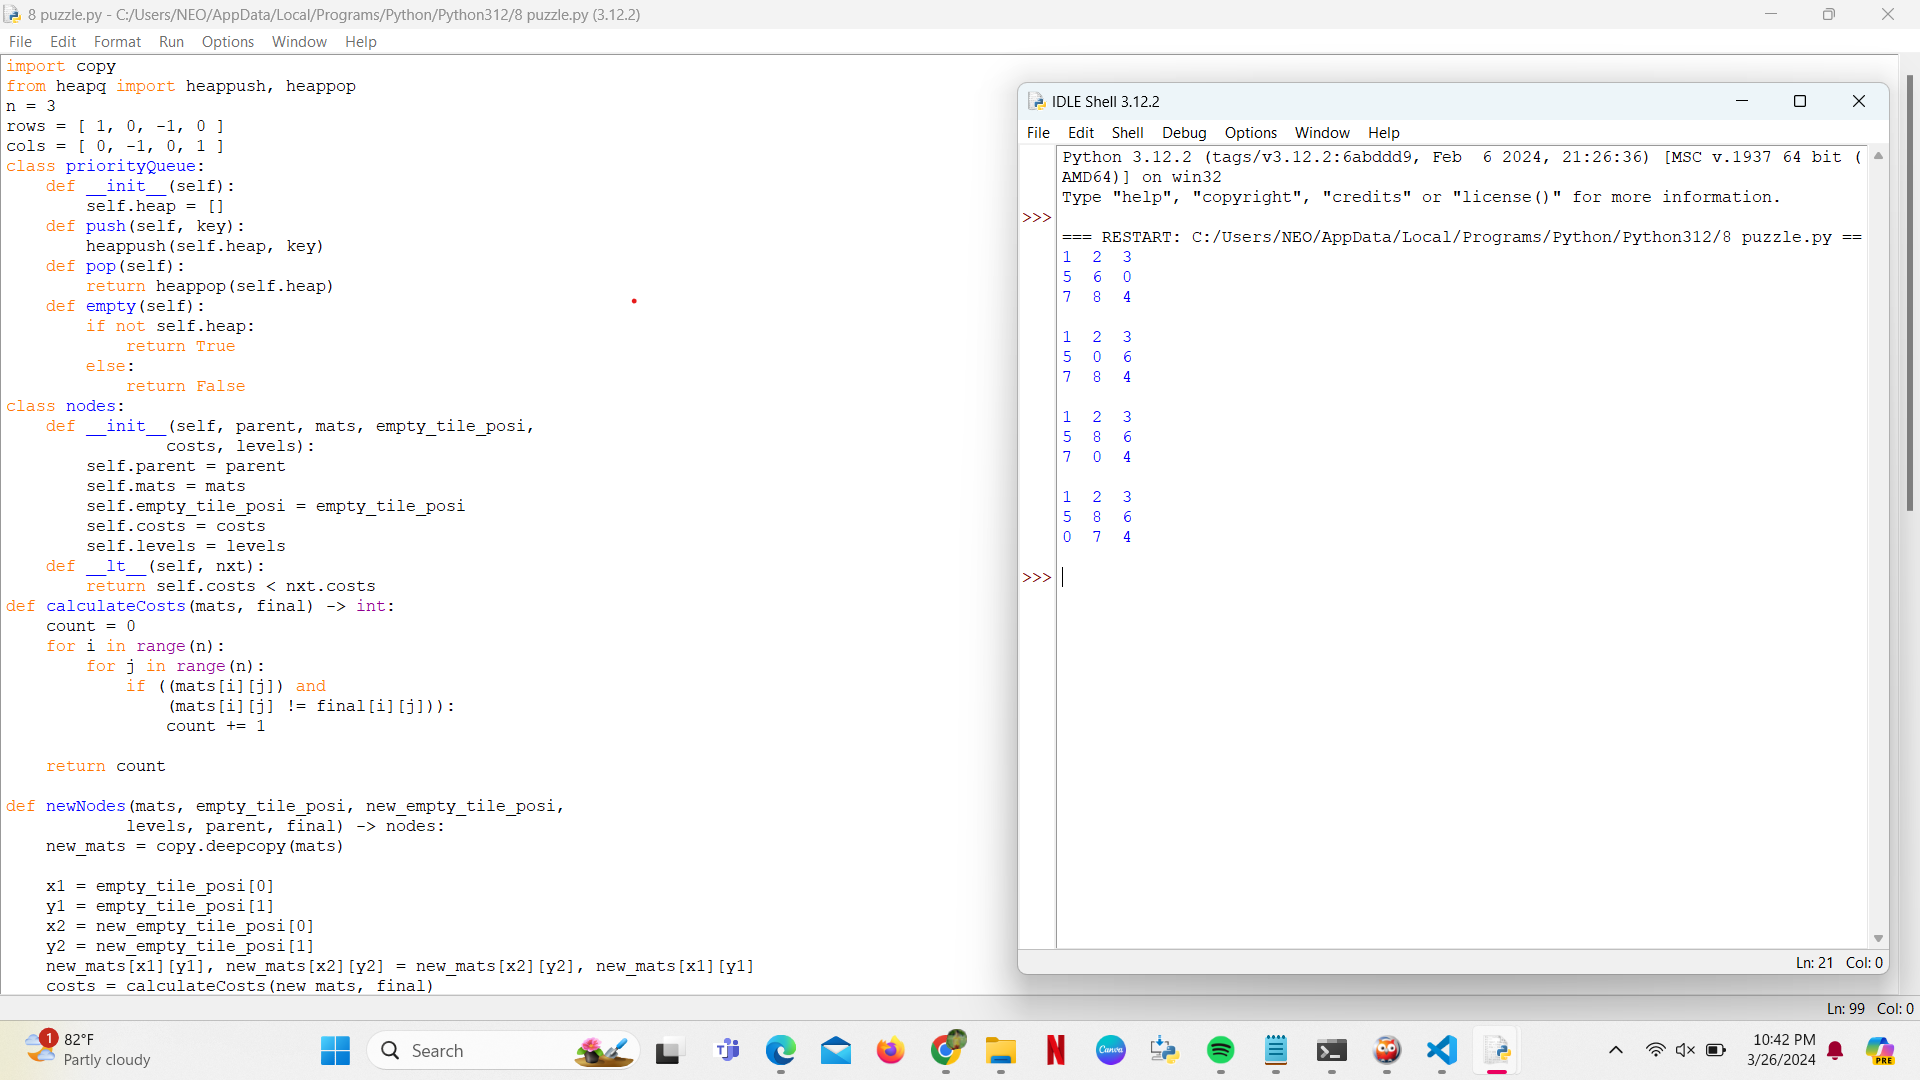 8 puzzle.py - C:/Users/NEO/AppData/Local/Programs/Python/Python312/8 puzzle.py (3.12.2)
File Edit Format Run Options Window Help
import copy
from heapq import heappush, heappop
n = 3
rows = [ 1, 0, -1, 0 ]
cols = [ 0, -1, 0, 1 ]
class priorityQueue:
    def __init__(self):
        self.heap = []
    def push(self, key):
        heappush(self.heap, key)
    def pop(self):
        return heappop(self.heap)
    def empty(self):
        if not self.heap:
            return True
        else:
            return False
class nodes:
    def __init__(self, parent, mats, empty_tile_posi,
                costs, levels):
        self.parent = parent
        self.mats = mats
        self.empty_tile_posi = empty_tile_posi
        self.costs = costs
        self.levels = levels
    def __lt__(self, nxt):
        return self.costs < nxt.costs
def calculateCosts(mats, final) -> int:
    count = 0
    for i in range(n):
        for j in range(n):
            if ((mats[i][j]) and
                (mats[i][j] != final[i][j])):
                count += 1
    return count
def newNodes(mats, empty_tile_posi, new_empty_tile_posi,
            levels, parent, final) -> nodes:
    new_mats = copy.deepcopy(mats)
    x1 = empty_tile_posi[0]
    y1 = empty_tile_posi[1]
    x2 = new_empty_tile_posi[0]
    y2 = new_empty_tile_posi[1]
    new_mats[x1][y1], new_mats[x2][y2] = new_mats[x2][y2], new_mats[x1][y1]
    costs = calculateCosts(new_mats, final)
Ln: 99 Col: 0
IDLE Shell 3.12.2
File Edit Shell Debug Options Window Help
Python 3.12.2 (tags/v3.12.2:6abddd9, Feb  6 2024, 21:26:36) [MSC v.1937 64 bit (
AMD64)] on win32
Type "help", "copyright", "credits" or "license()" for more information.
>>>
=== RESTART: C:/Users/NEO/AppData/Local/Programs/Python/Python312/8 puzzle.py ==
1 2 3
5 6 0
7 8 4
1 2 3
5 0 6
7 8 4
1 2 3
5 8 6
7 0 4
1 2 3
5 8 6
0 7 4
>>>
Ln: 21 Col: 0
1
82°F
Partly cloudy
Search
Canva
10:42 PM
3/26/2024
PRE